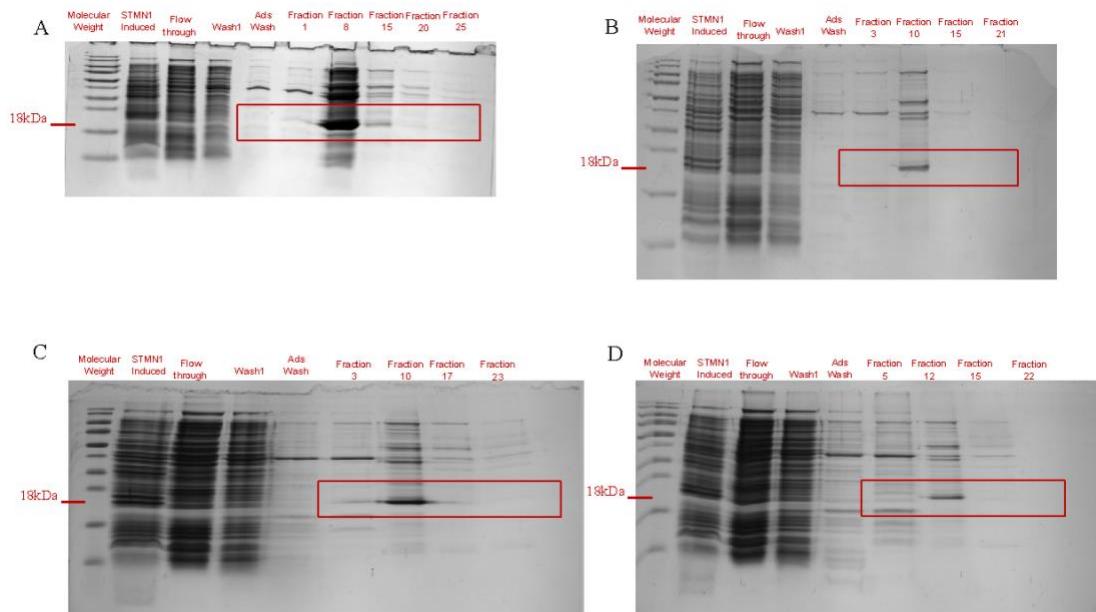 A
Molecular Weight
STMN1 Induced
Flow through
Wash1
Ads Wash
Fraction 1
Fraction 8
Fraction 15
Fraction 20
Fraction 25
18kDa
B
Molecular Weight
STMN1 Induced
Flow through
Wash1
Ads Wash
Fraction 3
Fraction 10
Fraction 15
Fraction 21
18kDa
C
Molecular Weight
STMN1 Induced
Flow through
Wash1
Ads Wash
Fraction 3
Fraction 10
Fraction 17
Fraction 23
18kDa
D
Molecular Weight
STMN1 Induced
Flow through
Wash1
Ads Wash
Fraction 5
Fraction 12
Fraction 15
Fraction 22
18kDa